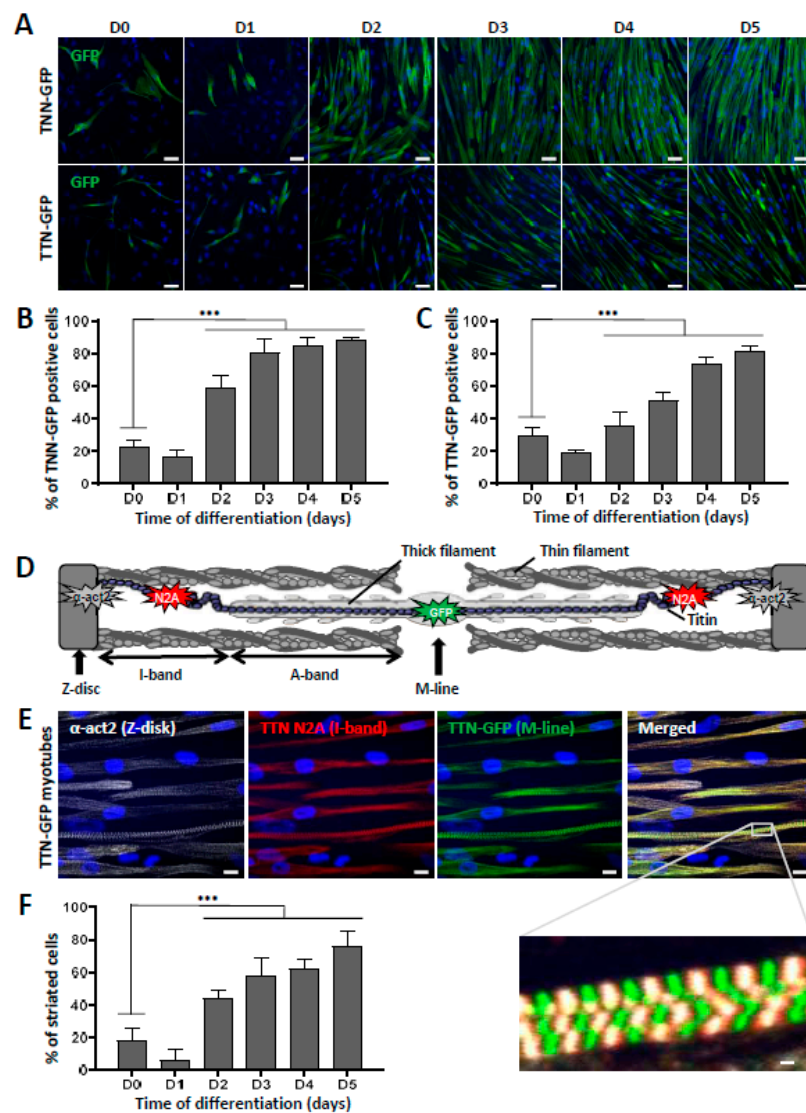 A
D0 D1 D2 D3 D4 D5
TNN-GFP
GFP
TTN-GFP
GFP
B
***
% of TNN-GFP positive cells
100
80
60
40
20
0
D0 D1 D2 D3 D4 D5
Time of differentiation (days)
C
***
% of TTN-GFP positive cells
100
80
60
40
20
0
D0 D1 D2 D3 D4 D5
Time of differentiation (days)
D
Thick filament
Thin filament
α-act2
N2A
GFP
N2A
α-act2
Titin
I-band
A-band
Z-disc
M-line
E
TTN-GFP myotubes
α-act2 (Z-disk)
TTN N2A (I-band)
TTN-GFP (M-line)
Merged
F
***
% of striated cells
100
80
60
40
20
0
D0 D1 D2 D3 D4 D5
Time of differentiation (days)